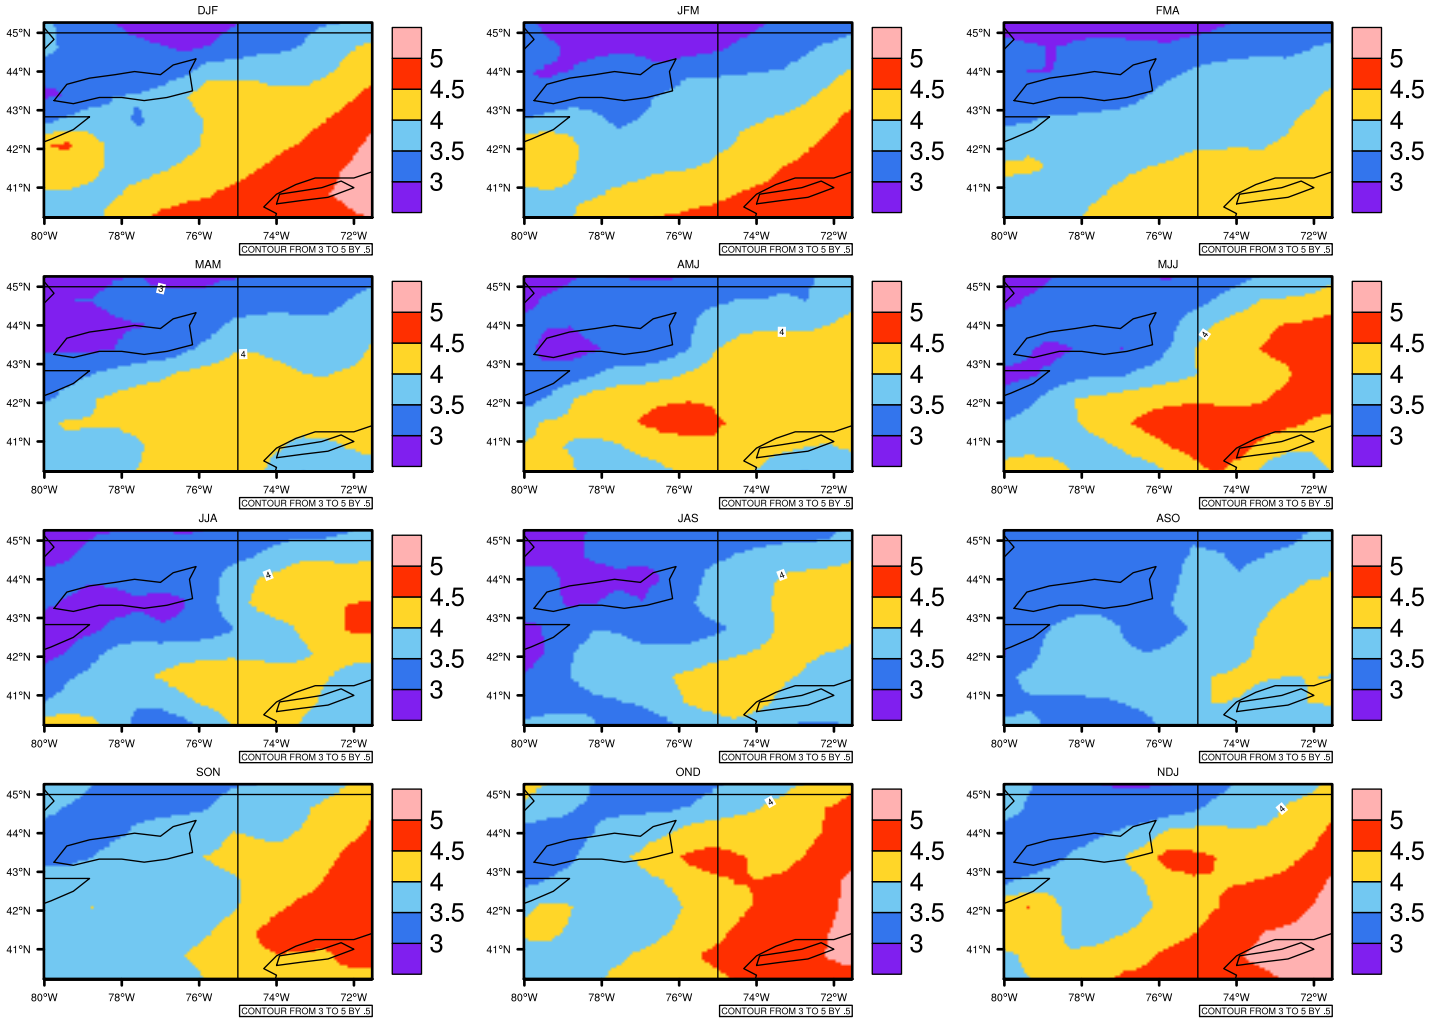 DJF JFM FMA
45°N 5 45°N 5 45°N 5
44°N 4.5 44°N 4.5 44°N 4.5
43°N 4 43°N 4 43°N 4
42°N 3.5 42°N 3.5 42°N 3.5
41°N 3 41°N 3 41°N 3
80°W 78°W 76°W 74°W 72°W 80°W 78°W 76°W 74°W 72°W 80°W 78°W 76°W 74°W 72°W
CONTOUR FROM 3 TO 5 BY .5 CONTOUR FROM 3 TO 5 BY .5 CONTOUR FROM 3 TO 5 BY .5
MAM AMJ MJJ
45°N 3 5 45°N 5 45°N 5
44°N 4.5 44°N 4 4.5 44°N 4 4.5
43°N 4 4 43°N 4 43°N 4
42°N 3.5 42°N 3.5 42°N 3.5
41°N 3 41°N 3 41°N 3
80°W 78°W 76°W 74°W 72°W 80°W 78°W 76°W 74°W 72°W 80°W 78°W 76°W 74°W 72°W
CONTOUR FROM 3 TO 5 BY .5 CONTOUR FROM 3 TO 5 BY .5 CONTOUR FROM 3 TO 5 BY .5
JJA JAS ASO
45°N 5 45°N 5 45°N 5
44°N 4 4.5 44°N 4 4.5 44°N 4.5
43°N 4 43°N 4 43°N 4
42°N 3.5 42°N 3.5 42°N 3.5
41°N 3 41°N 3 41°N 3
80°W 78°W 76°W 74°W 72°W 80°W 78°W 76°W 74°W 72°W 80°W 78°W 76°W 74°W 72°W
CONTOUR FROM 3 TO 5 BY .5 CONTOUR FROM 3 TO 5 BY .5 CONTOUR FROM 3 TO 5 BY .5
SON OND NDJ
45°N 5 45°N 4 5 45°N 4 5
44°N 4.5 44°N 4.5 44°N 4.5
43°N 4 43°N 4 43°N 4
42°N 3.5 42°N 3.5 42°N 3.5
41°N 3 41°N 3 41°N 3
80°W 78°W 76°W 74°W 72°W 80°W 78°W 76°W 74°W 72°W 80°W 78°W 76°W 74°W 72°W
CONTOUR FROM 3 TO 5 BY .5 CONTOUR FROM 3 TO 5 BY .5 CONTOUR FROM 3 TO 5 BY .5